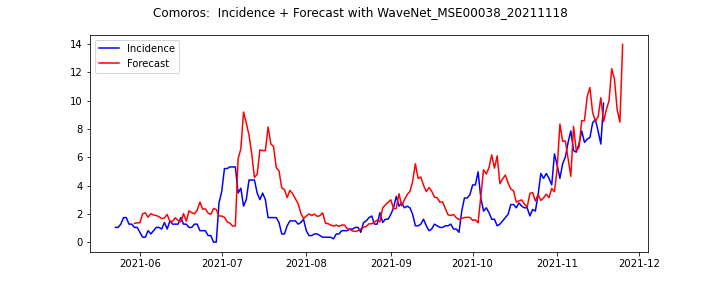 Comoros:  Incidence + Forecast with WaveNet_MSE00038_20211118
Incidence
Forecast
14
12
10
8
6
4
2
0
2021-06 2021-07 2021-08 2021-09 2021-10 2021-11 2021-12